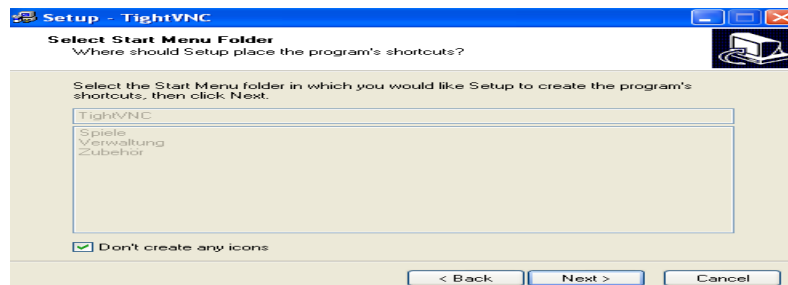 Setup - TightVNC
Select Start Menu Folder
Where should Setup place the program's shortcuts?
Select the Start Menu folder in which you would like Setup to create the program's
shortcuts, then click Next.
TightVNC
Spiele
Verwaltung
Zubehör
Don't create any icons
< Back
Next >
Cancel